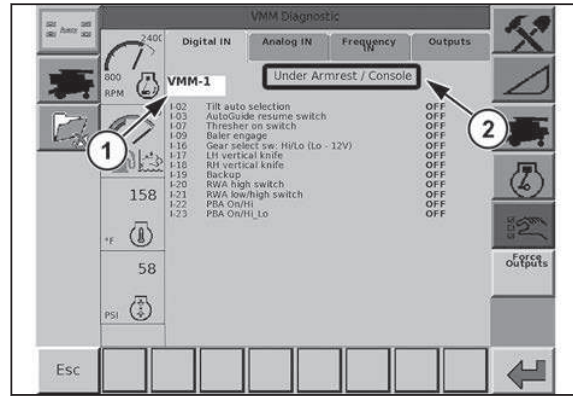 VMM Diagnostic
2400
800
RPM
Digital IN
Analog IN
Frequency
IN
Outputs
VMM-1
Under Armrest / Console
I-02 Tilt auto selection OFF
I-03 AutoGuide resume switch OFF
I-07 Thresher on switch OFF
I-09 Baler engage OFF
I-16 Gear select sw: Hi/Lo (Lo - 12V) OFF
I-17 LH vertical knife OFF
I-18 RH vertical knife OFF
I-19 Backup OFF
I-20 RWA high switch OFF
I-21 RWA low/high switch OFF
I-22 PBA On/Hi OFF
I-23 PBA On/Hi_Lo OFF
1
2
158
°F
58
PSI
Force
Outputs
Esc